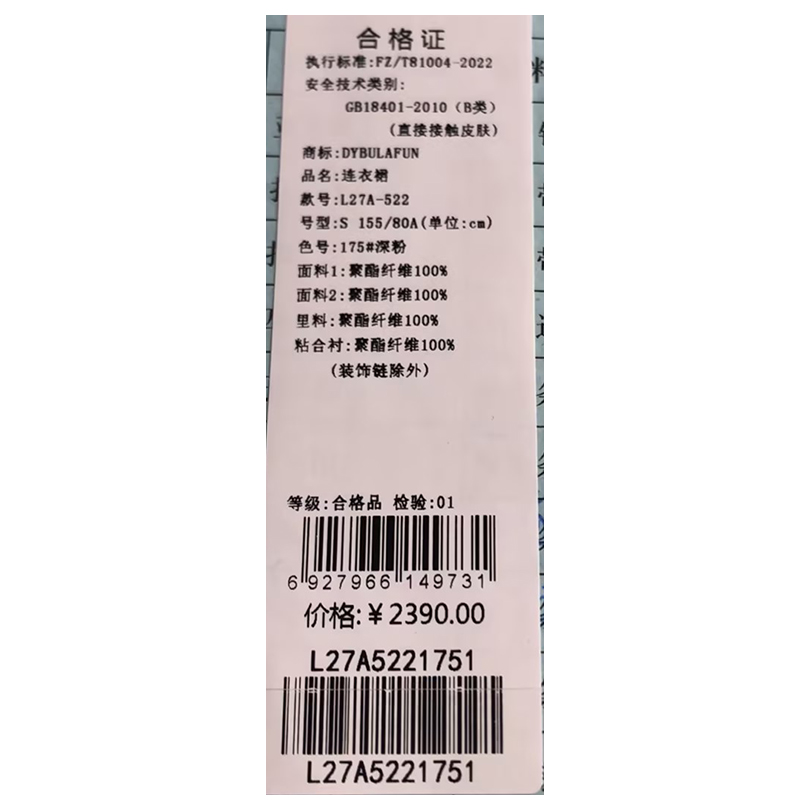 合格证
执行标准:FZ/T81004-2022
安全技术类别:
GB18401-2010（B类）
(直接接触皮肤)
商标:DYBULAFUN
品名:连衣裙
款号:L27A-522
号型:S 155/80A(单位:cm)
色号:175#深粉
面料1:聚酯纤维100%
面料2:聚酯纤维100%
里料:聚酯纤维100%
粘合衬:聚酯纤维100%
(装饰链除外)
等级:合格品 检验:01
6 927966 149731
价格:￥2390.00
L27A5221751
L27A5221751